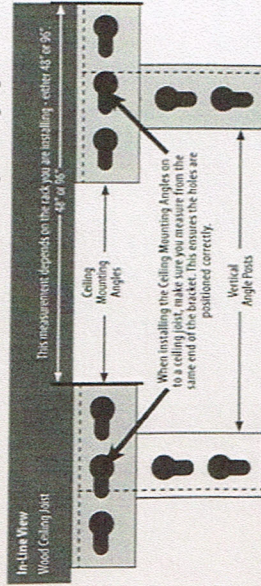 In-Line View
Wood Ceiling Joist
This measurement depends on the rack you are installing - either 48" or 96".
48" or 96"
Ceiling
Mounting
Angles
When installing the Ceiling Mounting Angles on
to a ceiling joist, make sure you measure from the
same end of the bracket. This ensures the holes are
positioned correctly.
Vertical
Angle Posts